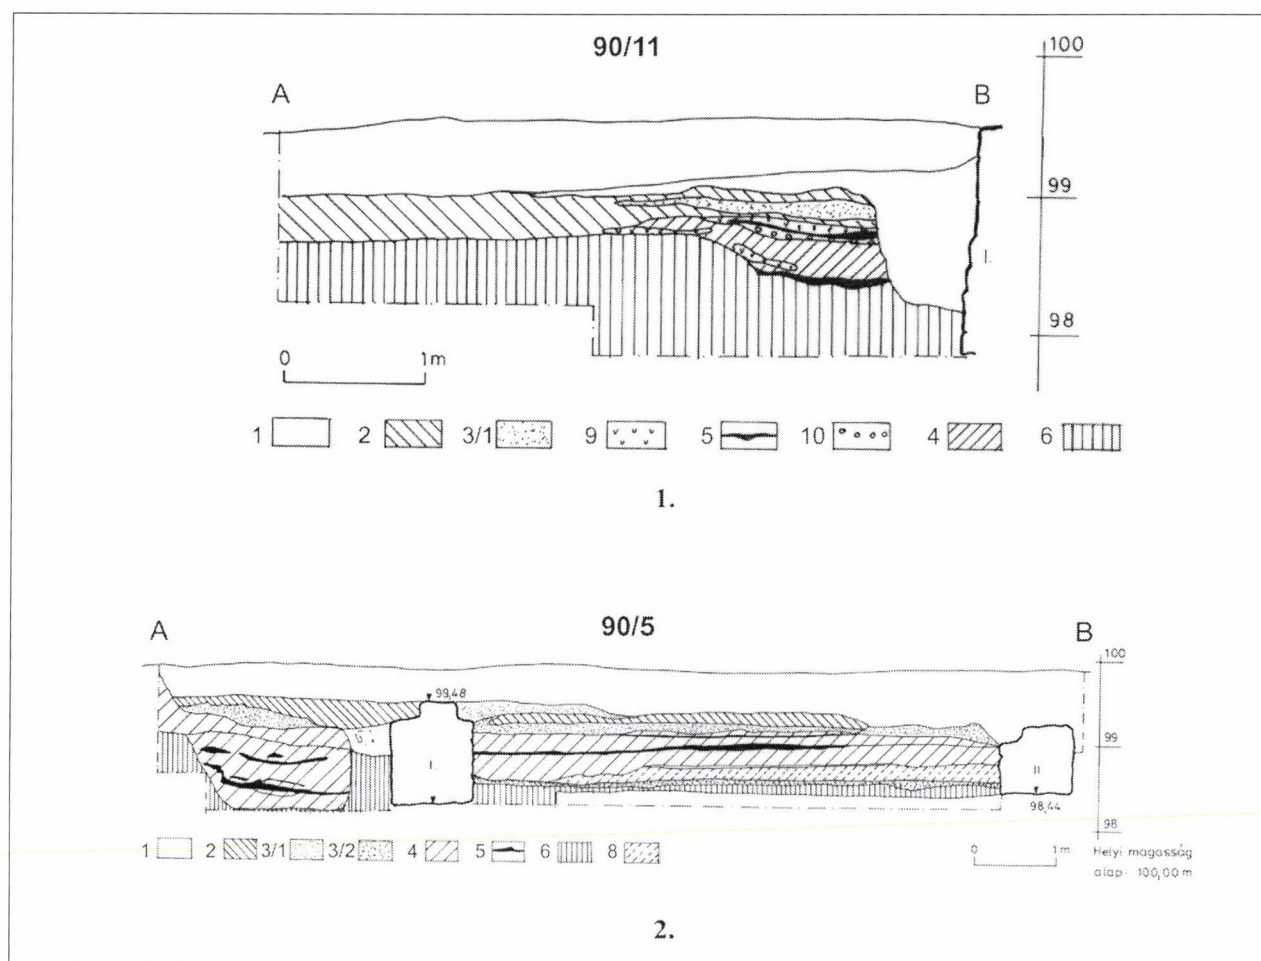 90/11
A B
100
99
98
I.
0 1m
1 2 3/1 9 5 10 4 6
1.
90/5
A B
100
99,48
99
I.
II
98,44
98
1 2 3/1 3/2 4 5 6 8
0 1m
Helyi magasság
alap: 100,00 m
2.